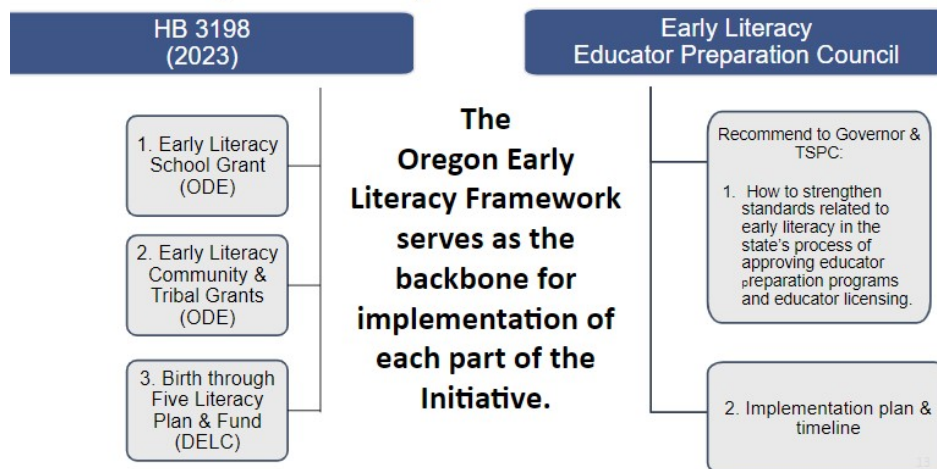 HB 3198
(2023)
Early Literacy
Educator Preparation Council
1. Early Literacy
School Grant
(ODE)
2. Early Literacy
Community &
Tribal Grants
(ODE)
3. Birth through
Five Literacy
Plan & Fund
(DELC)
The
Oregon Early
Literacy Framework
serves as the
backbone for
implementation of
each part of the
Initiative.
Recommend to Governor &
TSPC:
1. How to strengthen
standards related to
early literacy in the
state's process of
approving educator
preparation programs
and educator licensing.
2. Implementation plan &
timeline
13